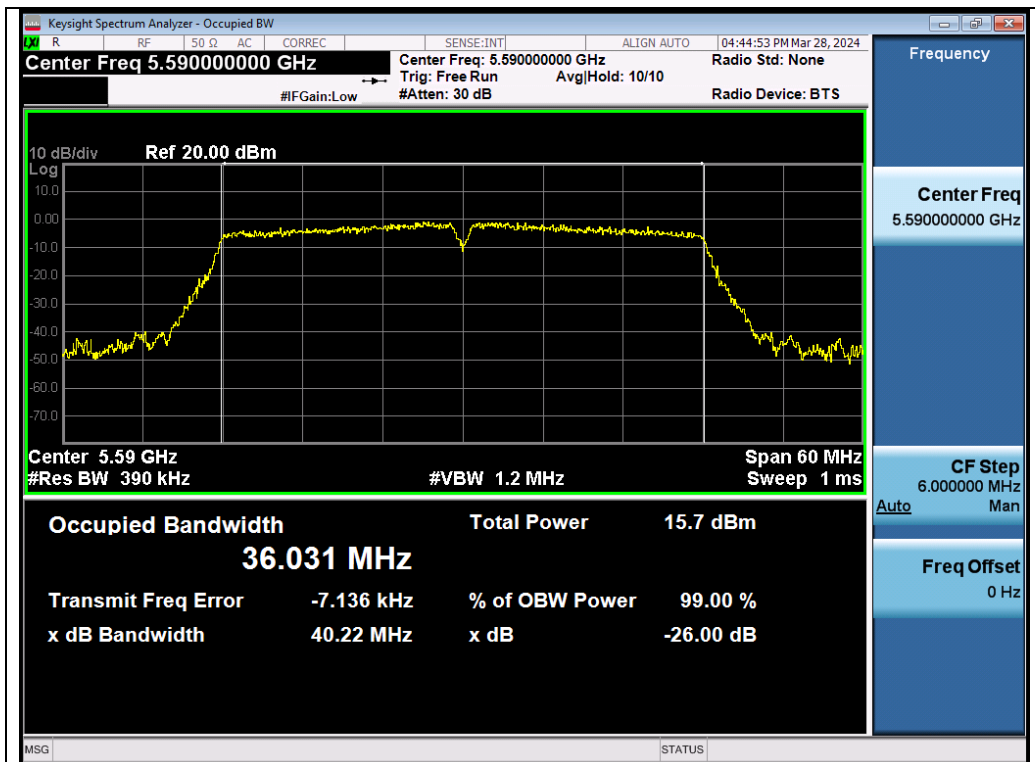 Keysight Spectrum Analyzer - Occupied BW
LXI R RF 50 Ω AC CORREC SENSE:INT ALIGN AUTO 04:44:53 PM Mar 28, 2024
Center Freq 5.590000000 GHz
Center Freq: 5.590000000 GHz
Radio Std: None
Trig: Free Run Avg|Hold: 10/10
#IFGain:Low
#Atten: 30 dB
Radio Device: BTS
10 dB/div Ref 20.00 dBm
Log
10.0
0.00
-10.0
-20.0
-30.0
-40.0
-50.0
-60.0
-70.0
Center 5.59 GHz Span 60 MHz
#Res BW 390 kHz #VBW 1.2 MHz Sweep 1 ms
Occupied Bandwidth Total Power 15.7 dBm
36.031 MHz
Transmit Freq Error -7.136 kHz % of OBW Power 99.00 %
x dB Bandwidth 40.22 MHz x dB -26.00 dB
Frequency
Center Freq
5.590000000 GHz
CF Step
6.000000 MHz
Auto Man
Freq Offset
0 Hz
MSG STATUS